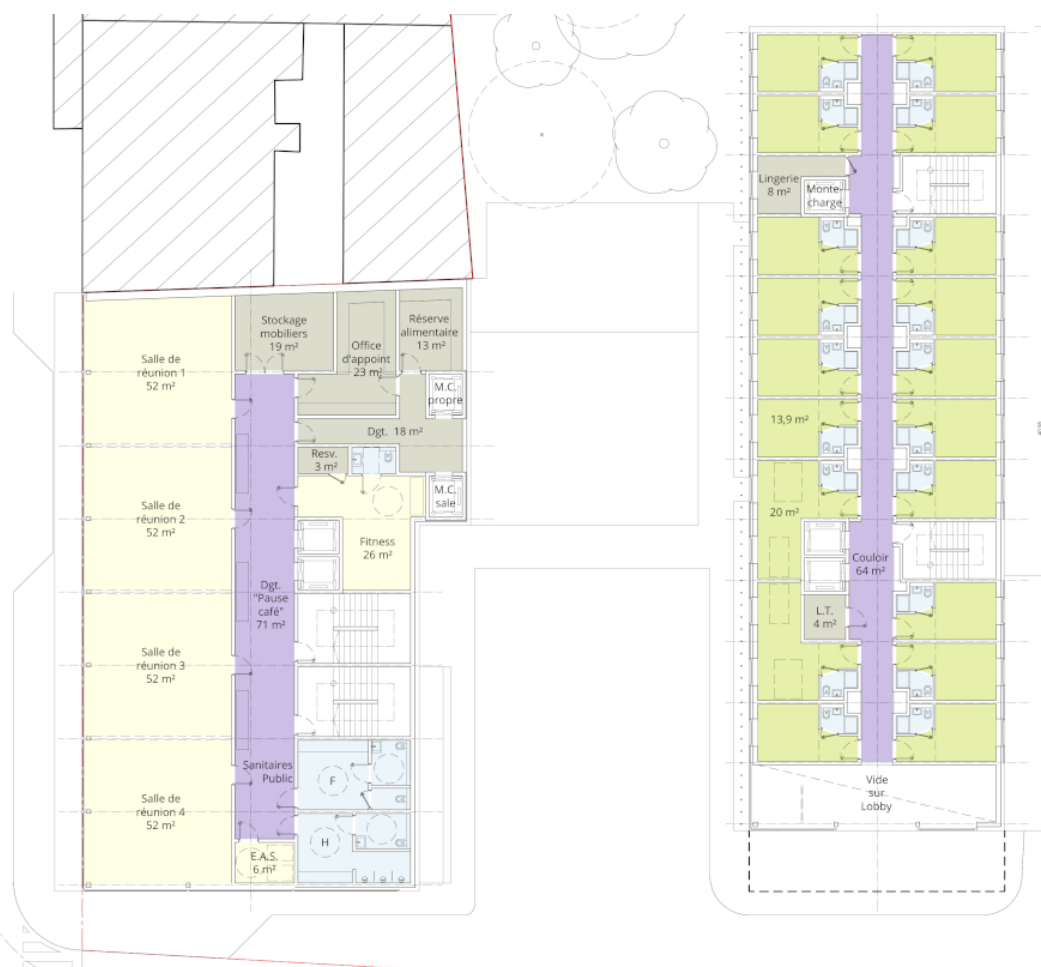 Stockage
mobiliers
19 m²
Office
d'appoint
23 m²
Réserve
alimentaire
13 m²
Salle de
réunion 1
52 m²
M.C.
propre
Dgt. 18 m²
Resv.
3 m²
M.C.
sale
Salle de
réunion 2
52 m²
Fitness
26 m²
Dgt.
"Pause
café"
71 m²
Salle de
réunion 3
52 m²
Sanitaires
Public
F
Salle de
réunion 4
52 m²
H
E.A.S.
6 m²
Lingerie
8 m²
Monte
charge
13,9 m²
20 m²
Couloir
64 m²
L.T.
4 m²
Vide
sur
Lobby